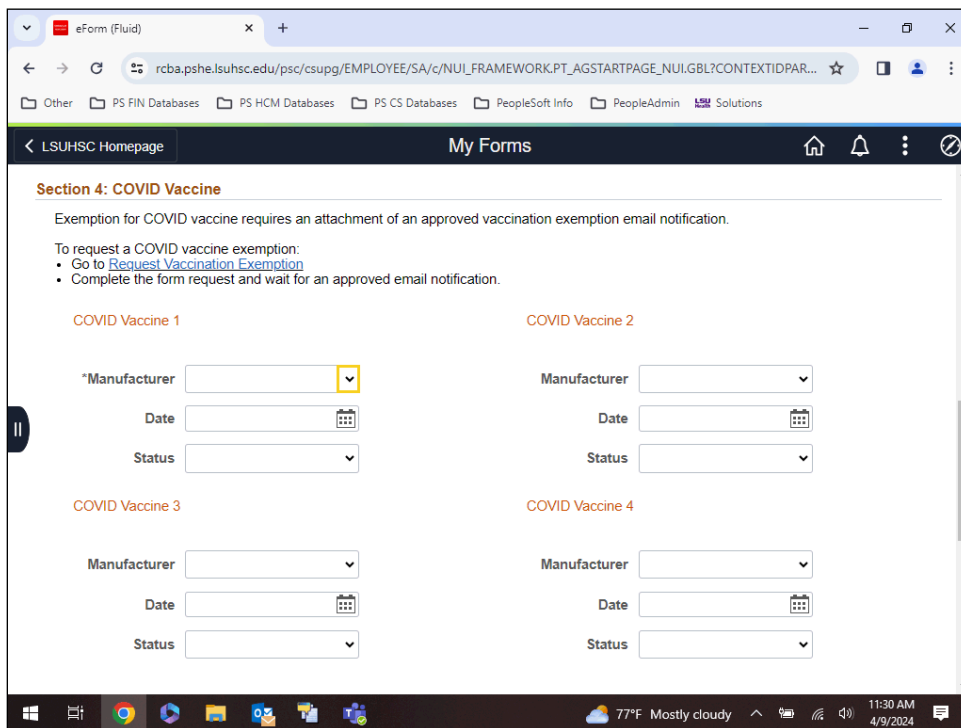 eForm (Fluid)
rcba.pshe.lsuhsc.edu/psc/csupg/EMPLOYEE/SA/c/NUI_FRAMEWORK.PT_AGSTARTPAGE_NUI.GBL?CONTEXTIDPAR...
Other PS FIN Databases PS HCM Databases PS CS Databases PeopleSoft Info PeopleAdmin LSU Health Solutions
LSUHSC Homepage My Forms
Section 4: COVID Vaccine
Exemption for COVID vaccine requires an attachment of an approved vaccination exemption email notification.
To request a COVID vaccine exemption:
• Go to Request Vaccination Exemption
• Complete the form request and wait for an approved email notification.
COVID Vaccine 1 COVID Vaccine 2
*Manufacturer Manufacturer
Date Date
Status Status
COVID Vaccine 3 COVID Vaccine 4
Manufacturer Manufacturer
Date Date
Status Status
77°F Mostly cloudy
11:30 AM
4/9/2024